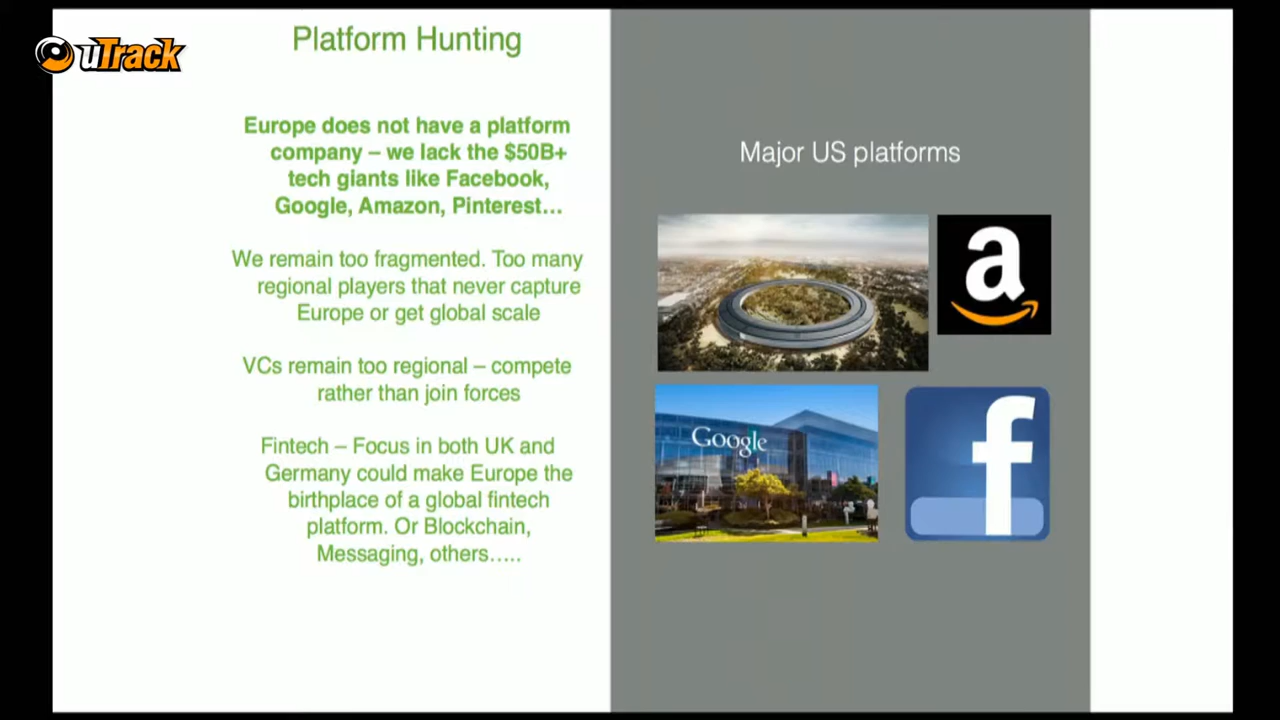 uTrack
Platform Hunting
Europe does not have a platform
company – we lack the $50B+
tech giants like Facebook,
Google, Amazon, Pinterest…
We remain too fragmented. Too many
regional players that never capture
Europe or get global scale
VCs remain too regional – compete
rather than join forces
Fintech – Focus in both UK and
Germany could make Europe the
birthplace of a global fintech
platform. Or Blockchain,
Messaging, others…..
Major US platforms
a
Google
f